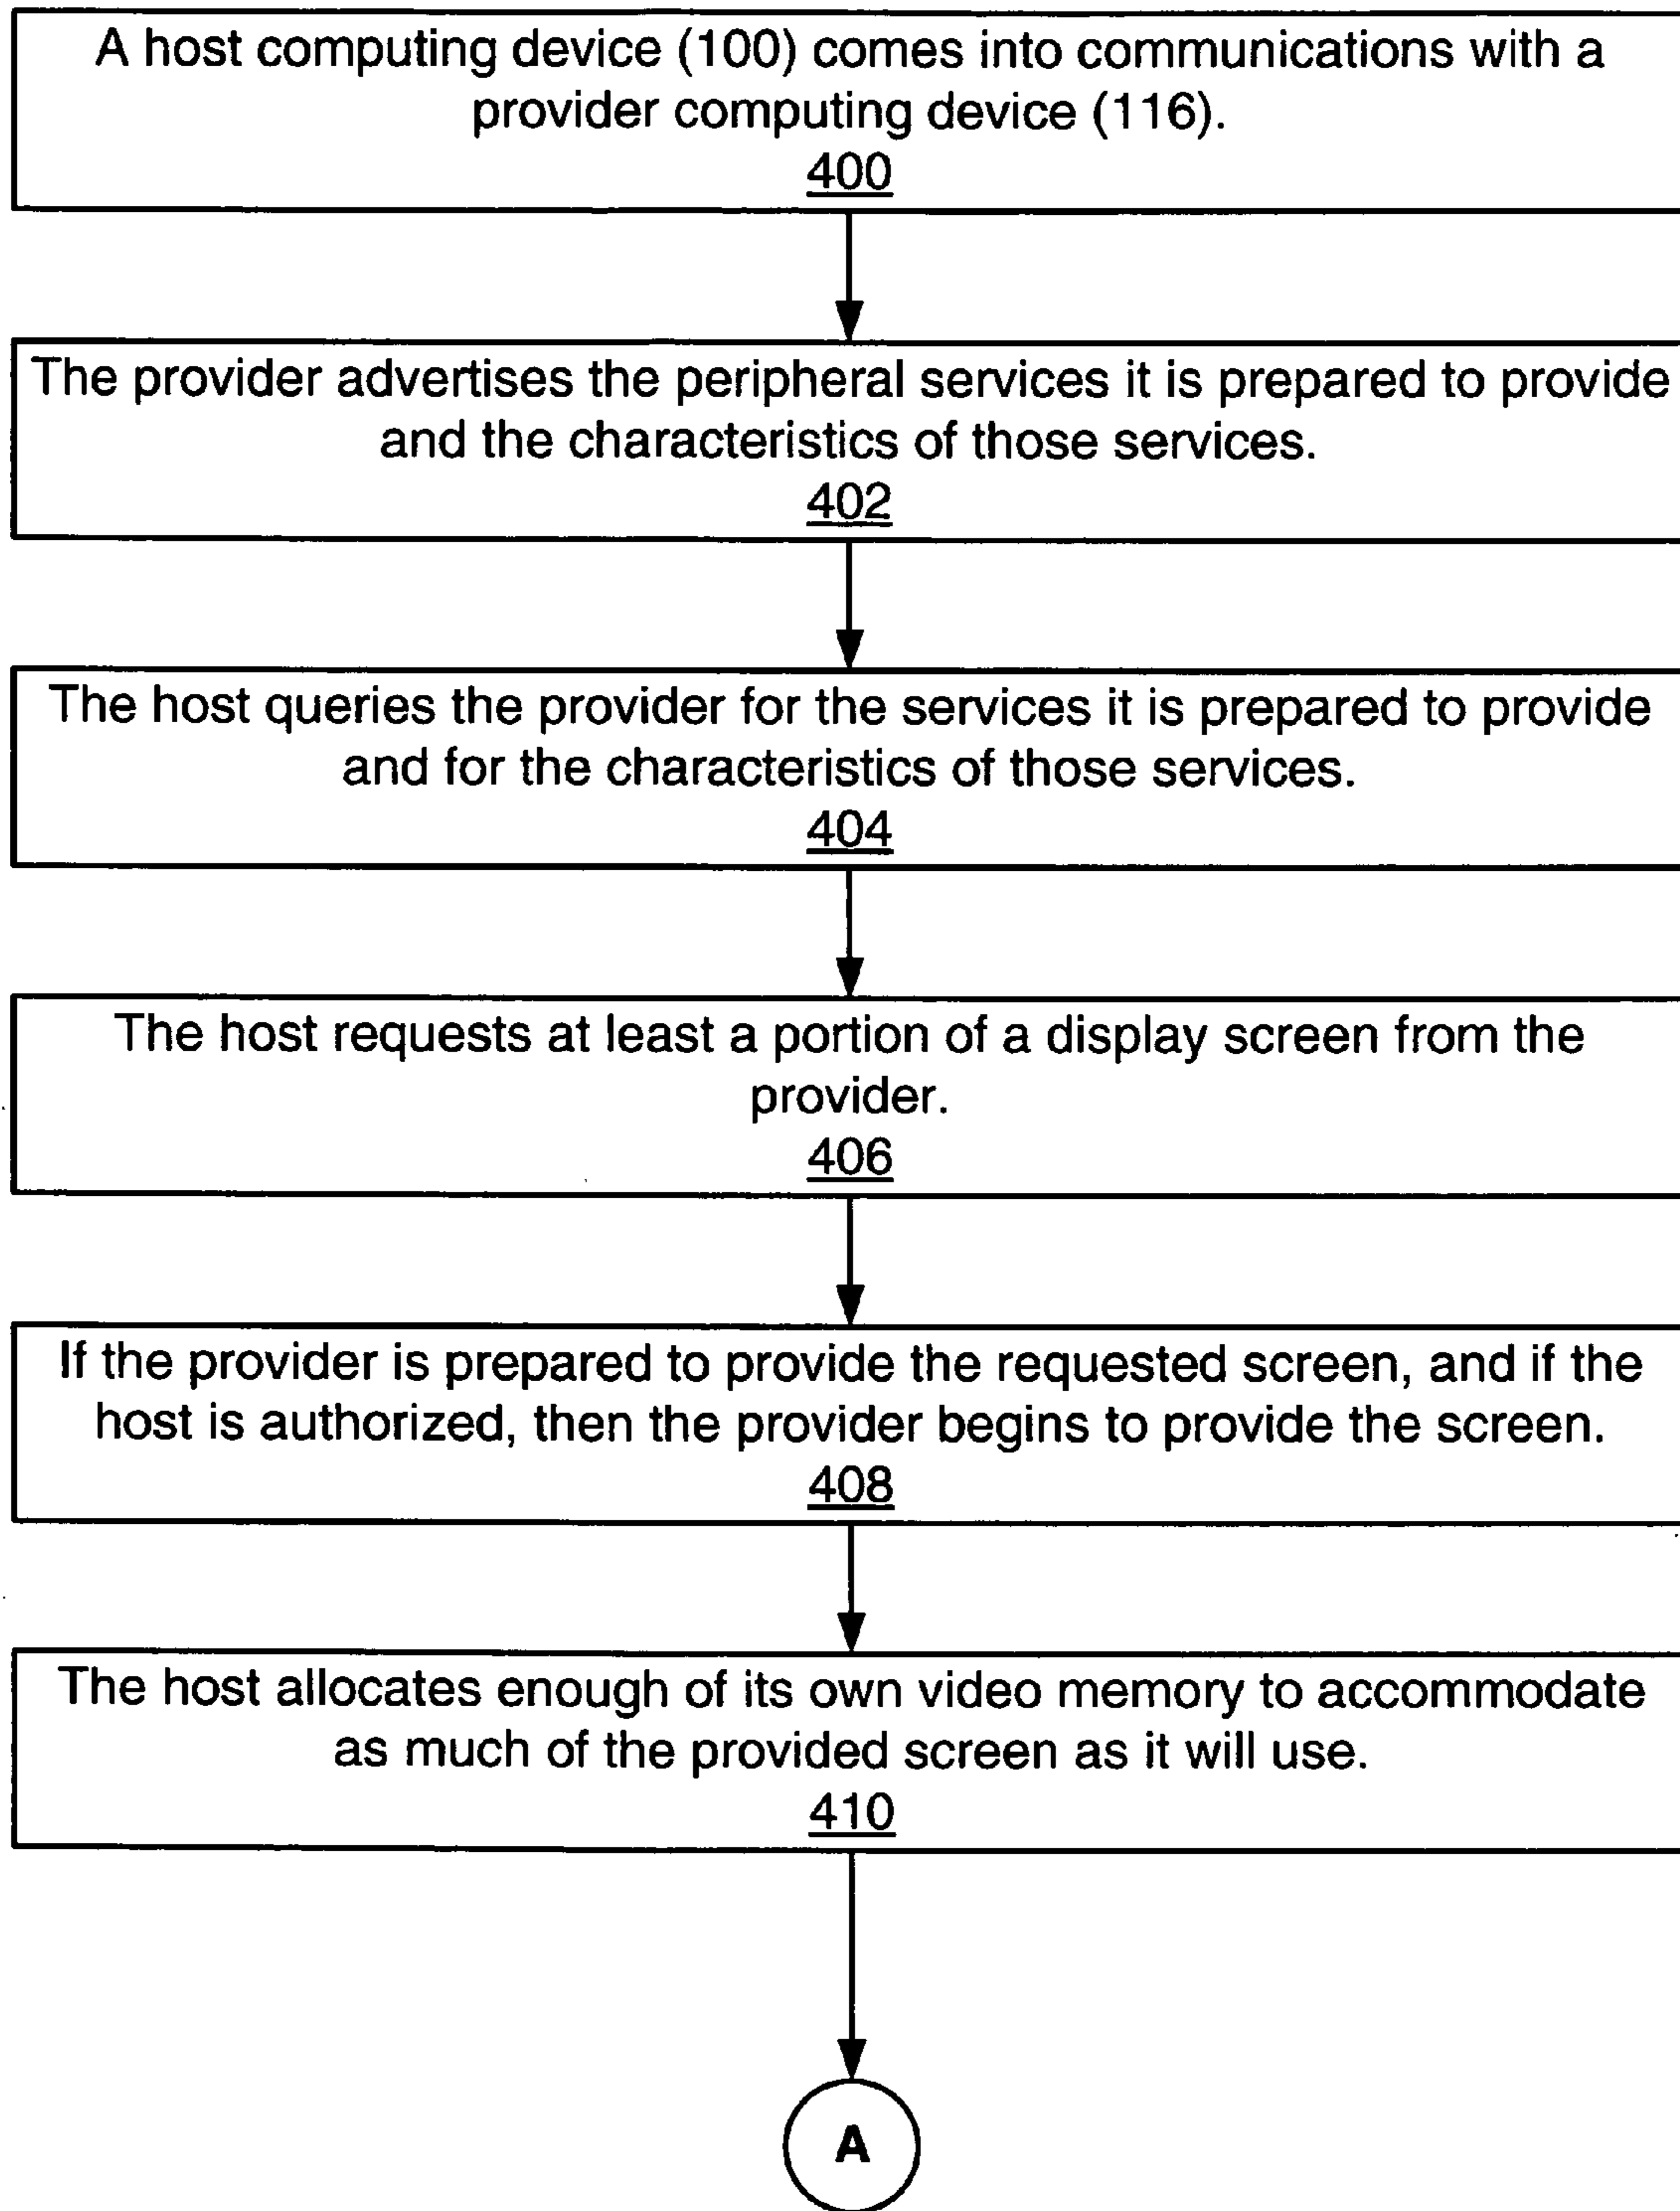 A host computing device (100) comes into communications with a
provider computing device (116).
400
The provider advertises the peripheral services it is prepared to provide
and the characteristics of those services.
402
The host queries the provider for the services it is prepared to provide
and for the characteristics of those services.
404
The host requests at least a portion of a display screen from the
provider.
406
If the provider is prepared to provide the requested screen, and if the
host is authorized, then the provider begins to provide the screen.
408
The host allocates enough of its own video memory to accommodate
as much of the provided screen as it will use.
410
A